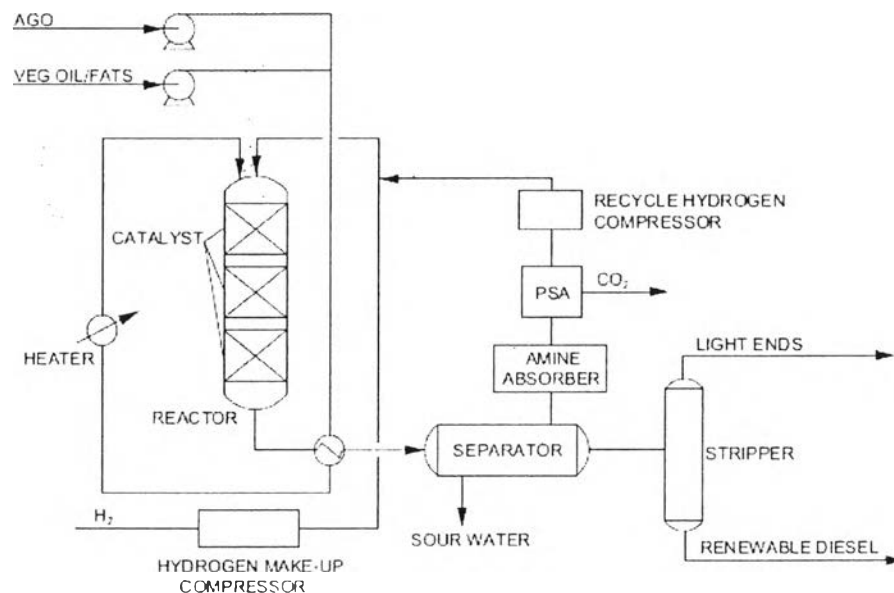 AGO
VEG OIL/FATS
RECYCLE HYDROGEN
COMPRESSOR
CATALYST
PSA
CO₂
HEATER
LIGHT ENDS
AMINE
ABSORBER
REACTOR
SEPARATOR
STRIPPER
H₂
SOUR WATER
RENEWABLE DIESEL
HYDROGEN MAKE-UP
COMPRESSOR